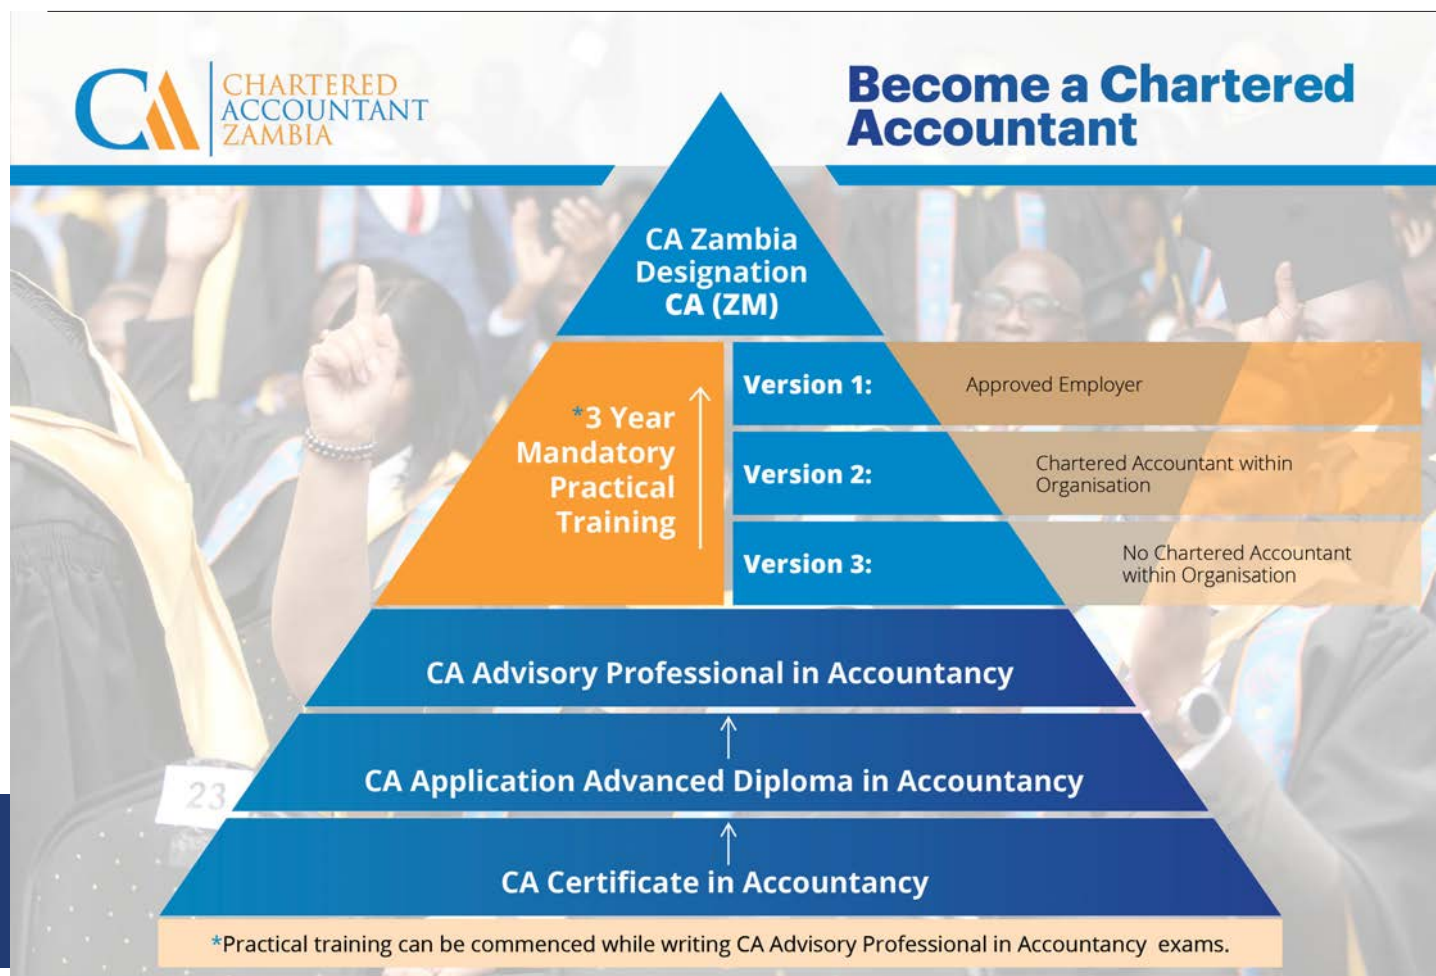 CHARTERED
ACCOUNTANT
ZAMBIA
Become a Chartered
Accountant
CA Zambia
Designation
CA (ZM)
*3 Year
Mandatory
Practical
Training
Version 1:
Approved Employer
Version 2:
Chartered Accountant within
Organisation
Version 3:
No Chartered Accountant
within Organisation
CA Advisory Professional in Accountancy
CA Application Advanced Diploma in Accountancy
23
CA Certificate in Accountancy
*Practical training can be commenced while writing CA Advisory Professional in Accountancy exams.